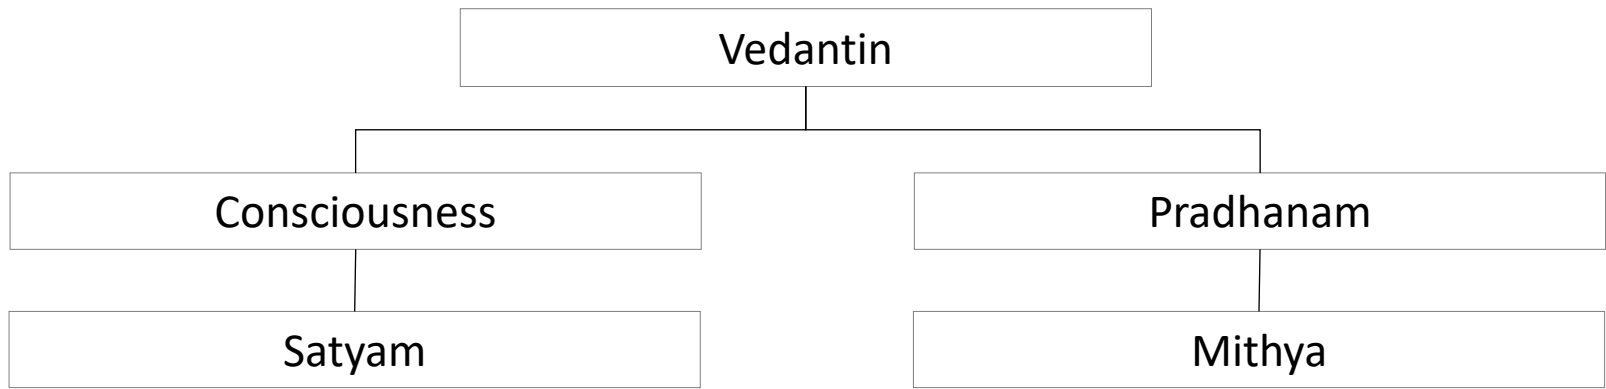 Vedantin
Consciousness
Pradhanam
Satyam
Mithya